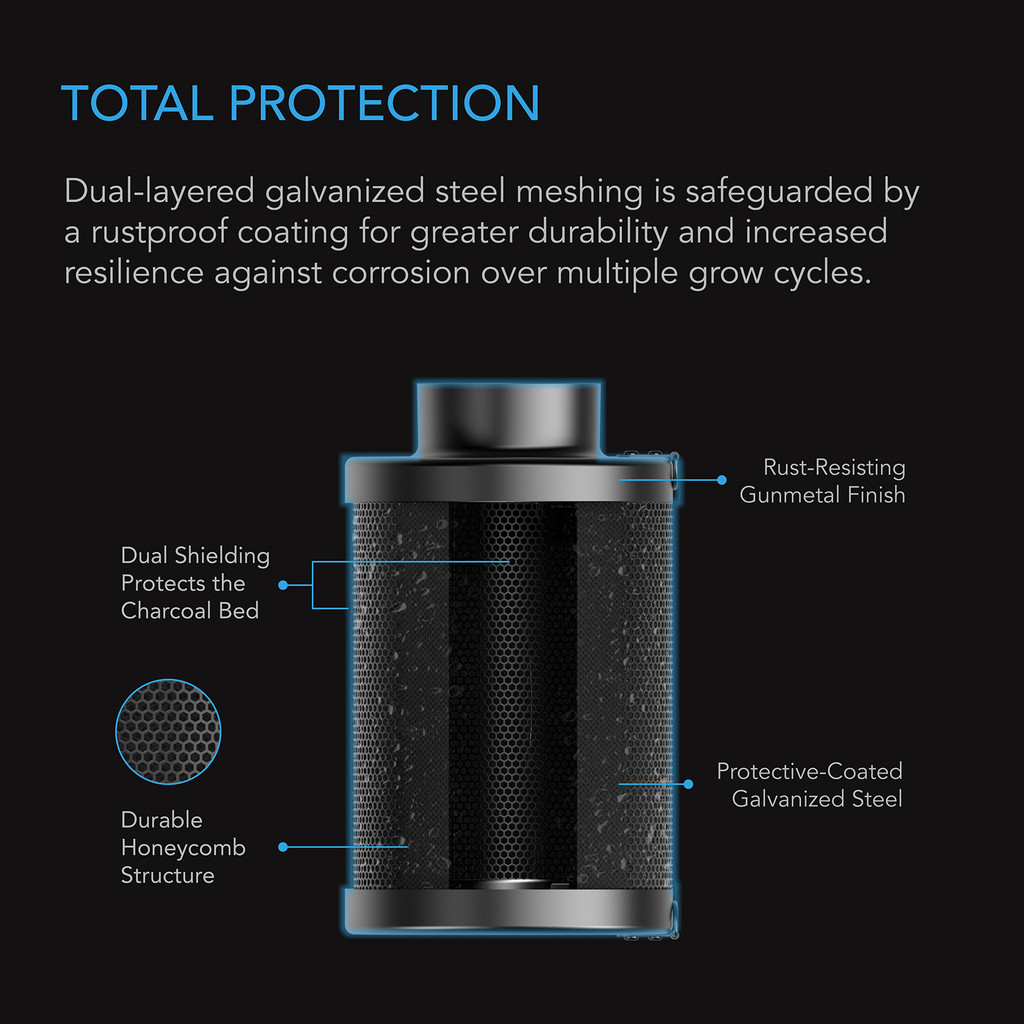 TOTAL PROTECTION
Dual-layered galvanized steel meshing is safeguarded by
a rustproof coating for greater durability and increased
resilience against corrosion over multiple grow cycles.
Rust-Resisting
Gunmetal Finish
Dual Shielding
Protects the
Charcoal Bed
Protective-Coated
Galvanized Steel
Durable
Honeycomb
Structure